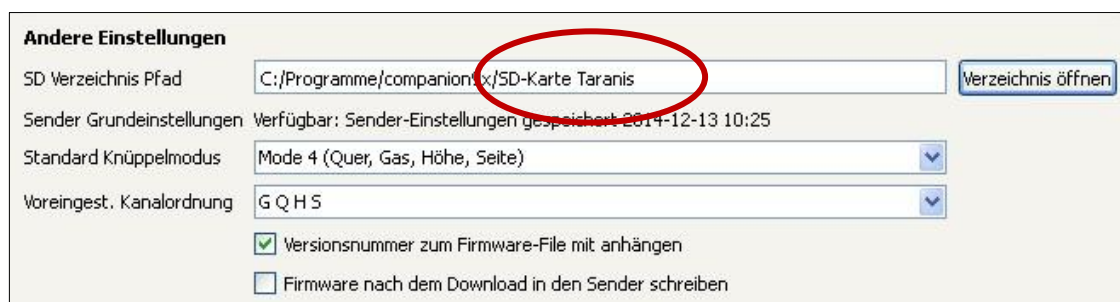 Andere Einstellungen
SD Verzeichnis Pfad C:/Programme/companion9x/SD-Karte Taranis Verzeichnis öffnen
Sender Grundeinstellungen Verfügbar: Sender-Einstellungen gespeichert 2014-12-13 10:25
Standard Knüppelmodus Mode 4 (Quer, Gas, Höhe, Seite)
Voreingest. Kanalordnung G Q H S
Versionsnummer zum Firmware-File mit anhängen
Firmware nach dem Download in den Sender schreiben